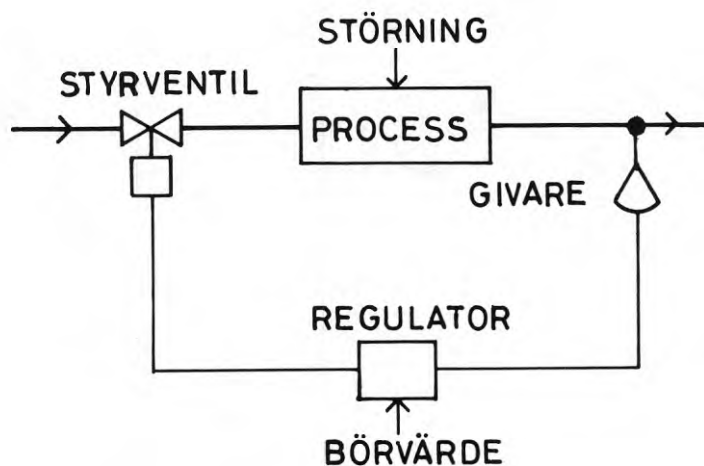 STÖRNING
STYRVENTIL
PROCESS
GIVARE
REGULATOR
BÖRVÄRDE